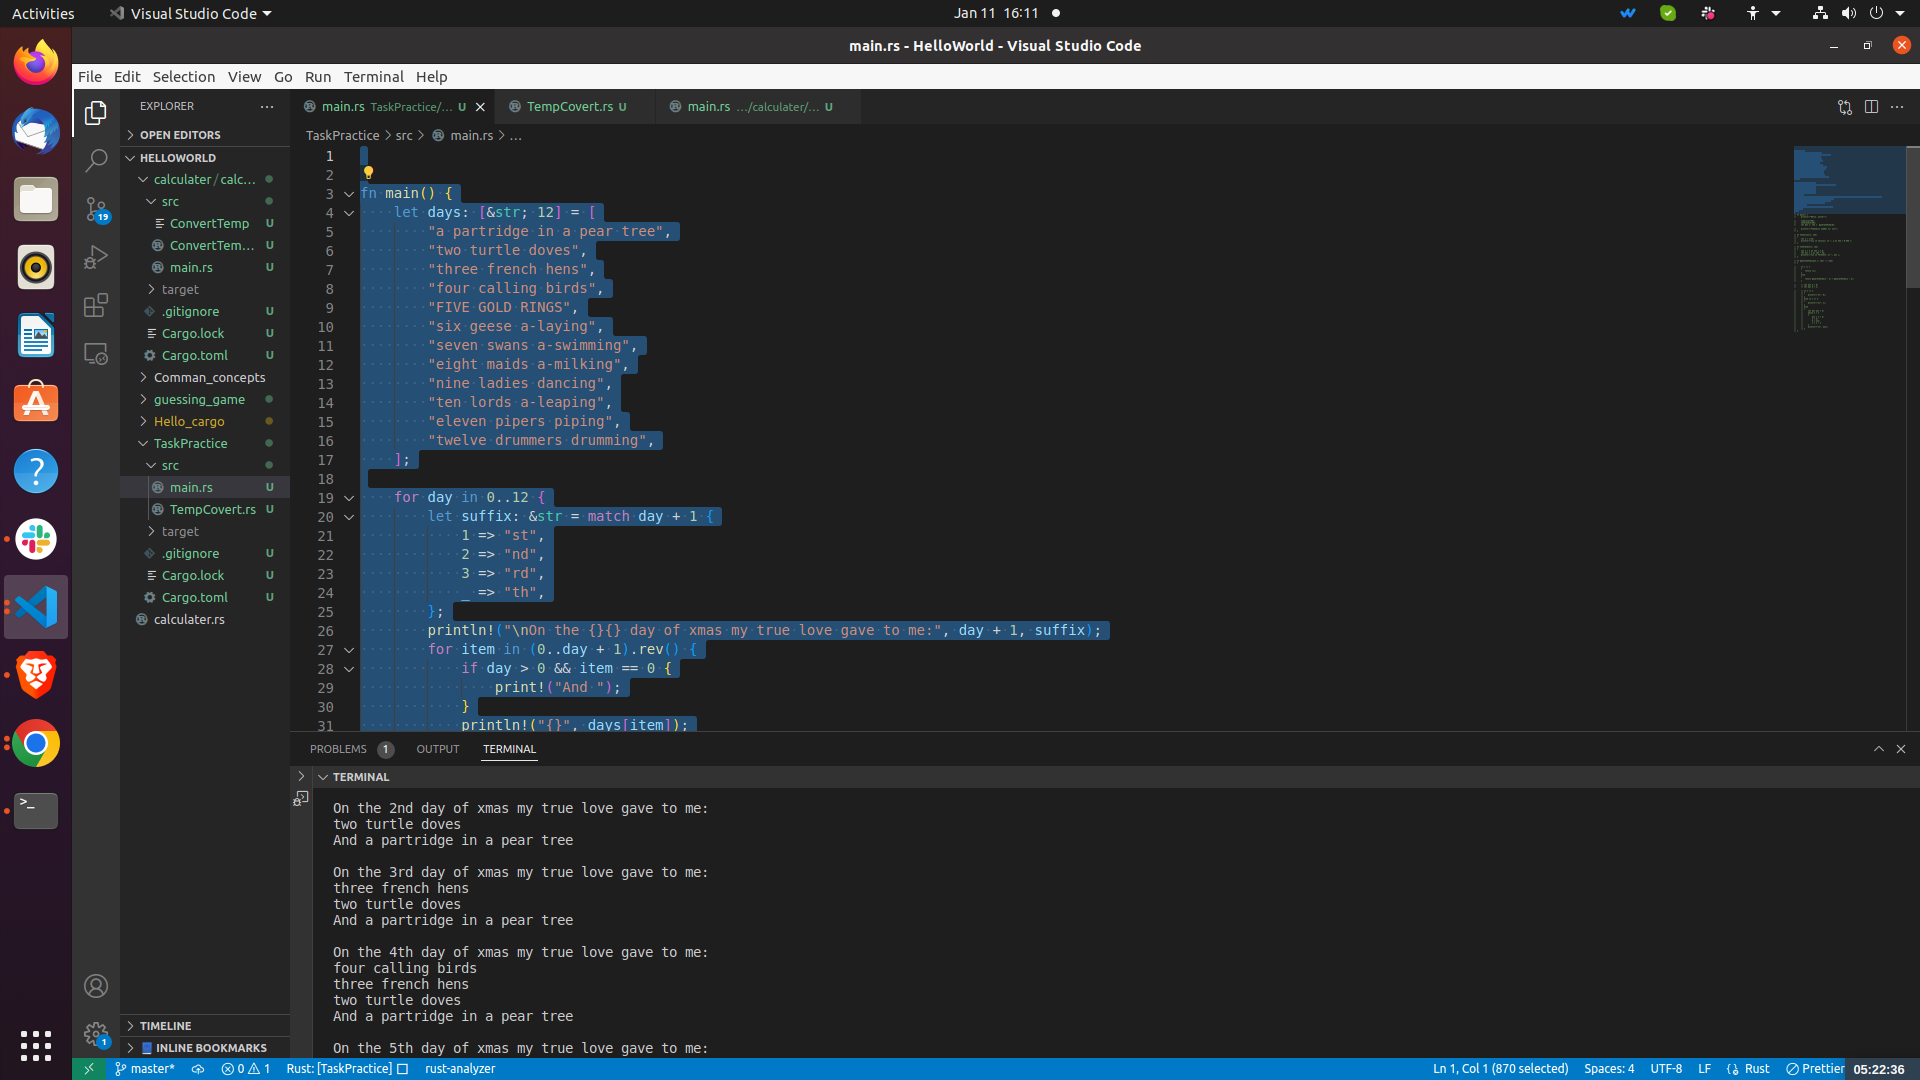 Activities
Visual Studio Code
Jan 11 16:11
main.rs - HelloWorld - Visual Studio Code
File Edit Selection View Go Run Terminal Help
EXPLORER
main.rs TaskPractice/... U
TempCovert.rs U
main.rs .../calculater/... U
OPEN EDITORS
HELLOWORLD
calculater/calc...
src
ConvertTemp U
ConvertTem... U
main.rs U
target
.gitignore U
Cargo.lock U
Cargo.toml U
Comman_concepts
guessing_game
Hello_cargo
TaskPractice
src
main.rs U
TempCovert.rs U
target
.gitignore U
Cargo.lock U
Cargo.toml U
calculater.rs
TIMELINE
INLINE BOOKMARKS
19
1
TaskPractice > src > main.rs > ...
1
2
3 fn main() {
4 let days: [&str; 12] = [
5 "a partridge in a pear tree",
6 "two turtle doves",
7 "three french hens",
8 "four calling birds",
9 "FIVE GOLD RINGS",
10 "six geese a-laying",
11 "seven swans a-swimming",
12 "eight maids a-milking",
13 "nine ladies dancing",
14 "ten lords a-leaping",
15 "eleven pipers piping",
16 "twelve drummers drumming",
17 ];
18
19 for day in 0..12 {
20 let suffix: &str = match day + 1 {
21 1 => "st",
22 2 => "nd",
23 3 => "rd",
24 _ => "th",
25 };
26 println!("\nOn the {}{} day of xmas my true love gave to me:", day + 1, suffix);
27 for item in (0..day + 1).rev() {
28 if day > 0 && item == 0 {
29 print!("And ");
30 }
31 println!("{}", days[item]);
PROBLEMS 1 OUTPUT TERMINAL
TERMINAL
On the 2nd day of xmas my true love gave to me:
two turtle doves
And a partridge in a pear tree
On the 3rd day of xmas my true love gave to me:
three french hens
two turtle doves
And a partridge in a pear tree
On the 4th day of xmas my true love gave to me:
four calling birds
three french hens
two turtle doves
And a partridge in a pear tree
On the 5th day of xmas my true love gave to me:
master* 0 1 Rust: [TaskPractice] rust-analyzer
Ln 1, Col 1 (870 selected) Spaces: 4 UTF-8 LF Rust Prettier
05:22:36